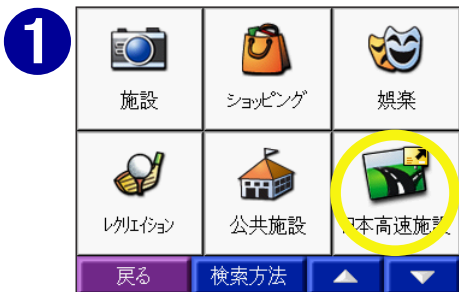 1
施設 ショッピング 娯楽
レクリエイション 公共施設 日本高速施設
戻る 検索方法